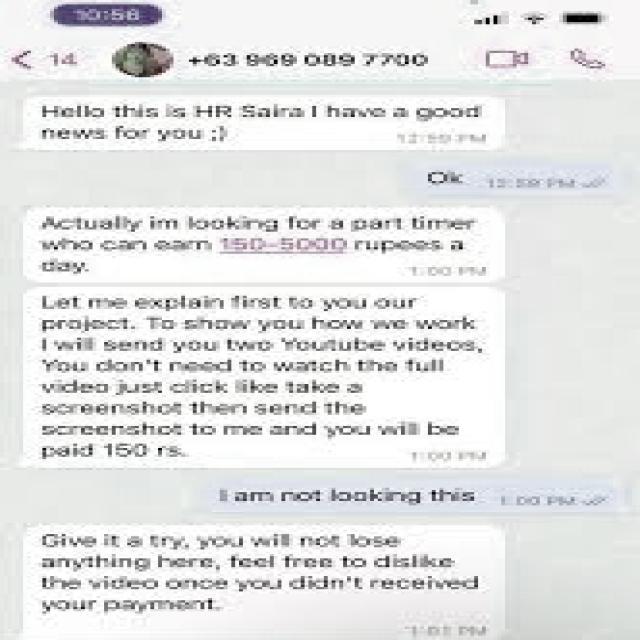 10:56
14
+63 969 089 7700
Hello this is HR Saira I have a good
news for you ;)
12:59 PM
Ok
12:59 PM
Actually im looking for a part timer
who can earn 150-5000 rupees a
day.
1:00 PM
Let me explain first to you our
project. To show you how we work
I will send you two Youtube videos,
You don't need to watch the full
video just click like take a
screenshot then send the
screenshot to me and you will be
paid 150 rs.
1:00 PM
I am not looking this
1:00 PM
Give it a try, you will not lose
anything here, feel free to dislike
the video once you didn't received
your payment.
1:01 PM